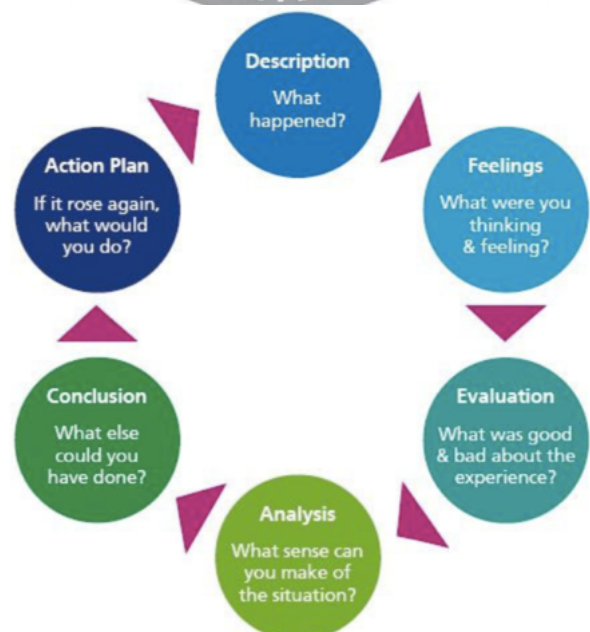 Description
What
happened?
Feelings
What were you
thinking
& feeling?
Evaluation
What was good
& bad about the
experience?
Analysis
What sense can
you make of
the situation?
Conclusion
What else
could you
have done?
Action Plan
If it rose again,
what would
you do?